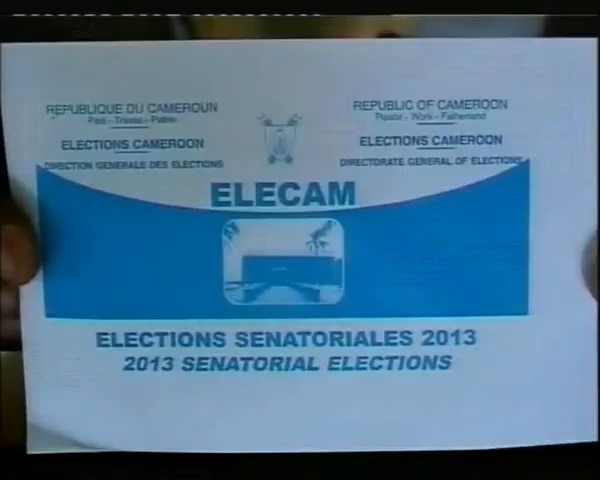 REPUBLIQUE DU CAMEROUN
Paix - Travail - Patrie
ELECTIONS CAMEROON
DIRECTION GENERALE DES ELECTIONS
REPUBLIC OF CAMEROON
Peace - Work - Fatherland
ELECTIONS CAMEROON
DIRECTORATE GENERAL OF ELECTIONS
ELECAM
ELECTIONS SENATORIALES 2013
2013 SENATORIAL ELECTIONS